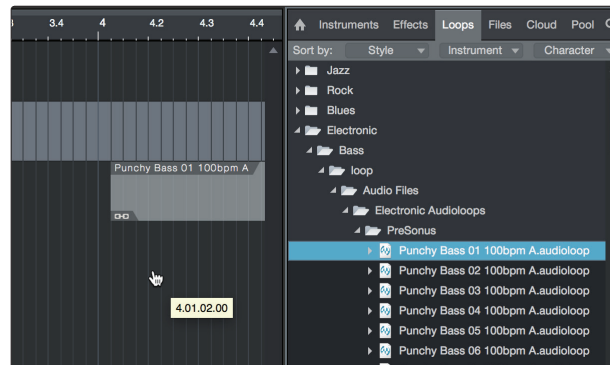 3.4 4 4.2 4.3 4.4
Instruments Effects Loops Files Cloud Pool
Sort by: Style Instrument Character
Jazz
Rock
Blues
Electronic
Bass
loop
Audio Files
Electronic Audioloops
PreSonus
Punchy Bass 01 100bpm A.audioloop
Punchy Bass 02 100bpm A.audioloop
Punchy Bass 03 100bpm A.audioloop
Punchy Bass 04 100bpm A.audioloop
Punchy Bass 05 100bpm A.audioloop
Punchy Bass 06 100bpm A.audioloop
Punchy Bass 01 100bpm A
4.01.02.00